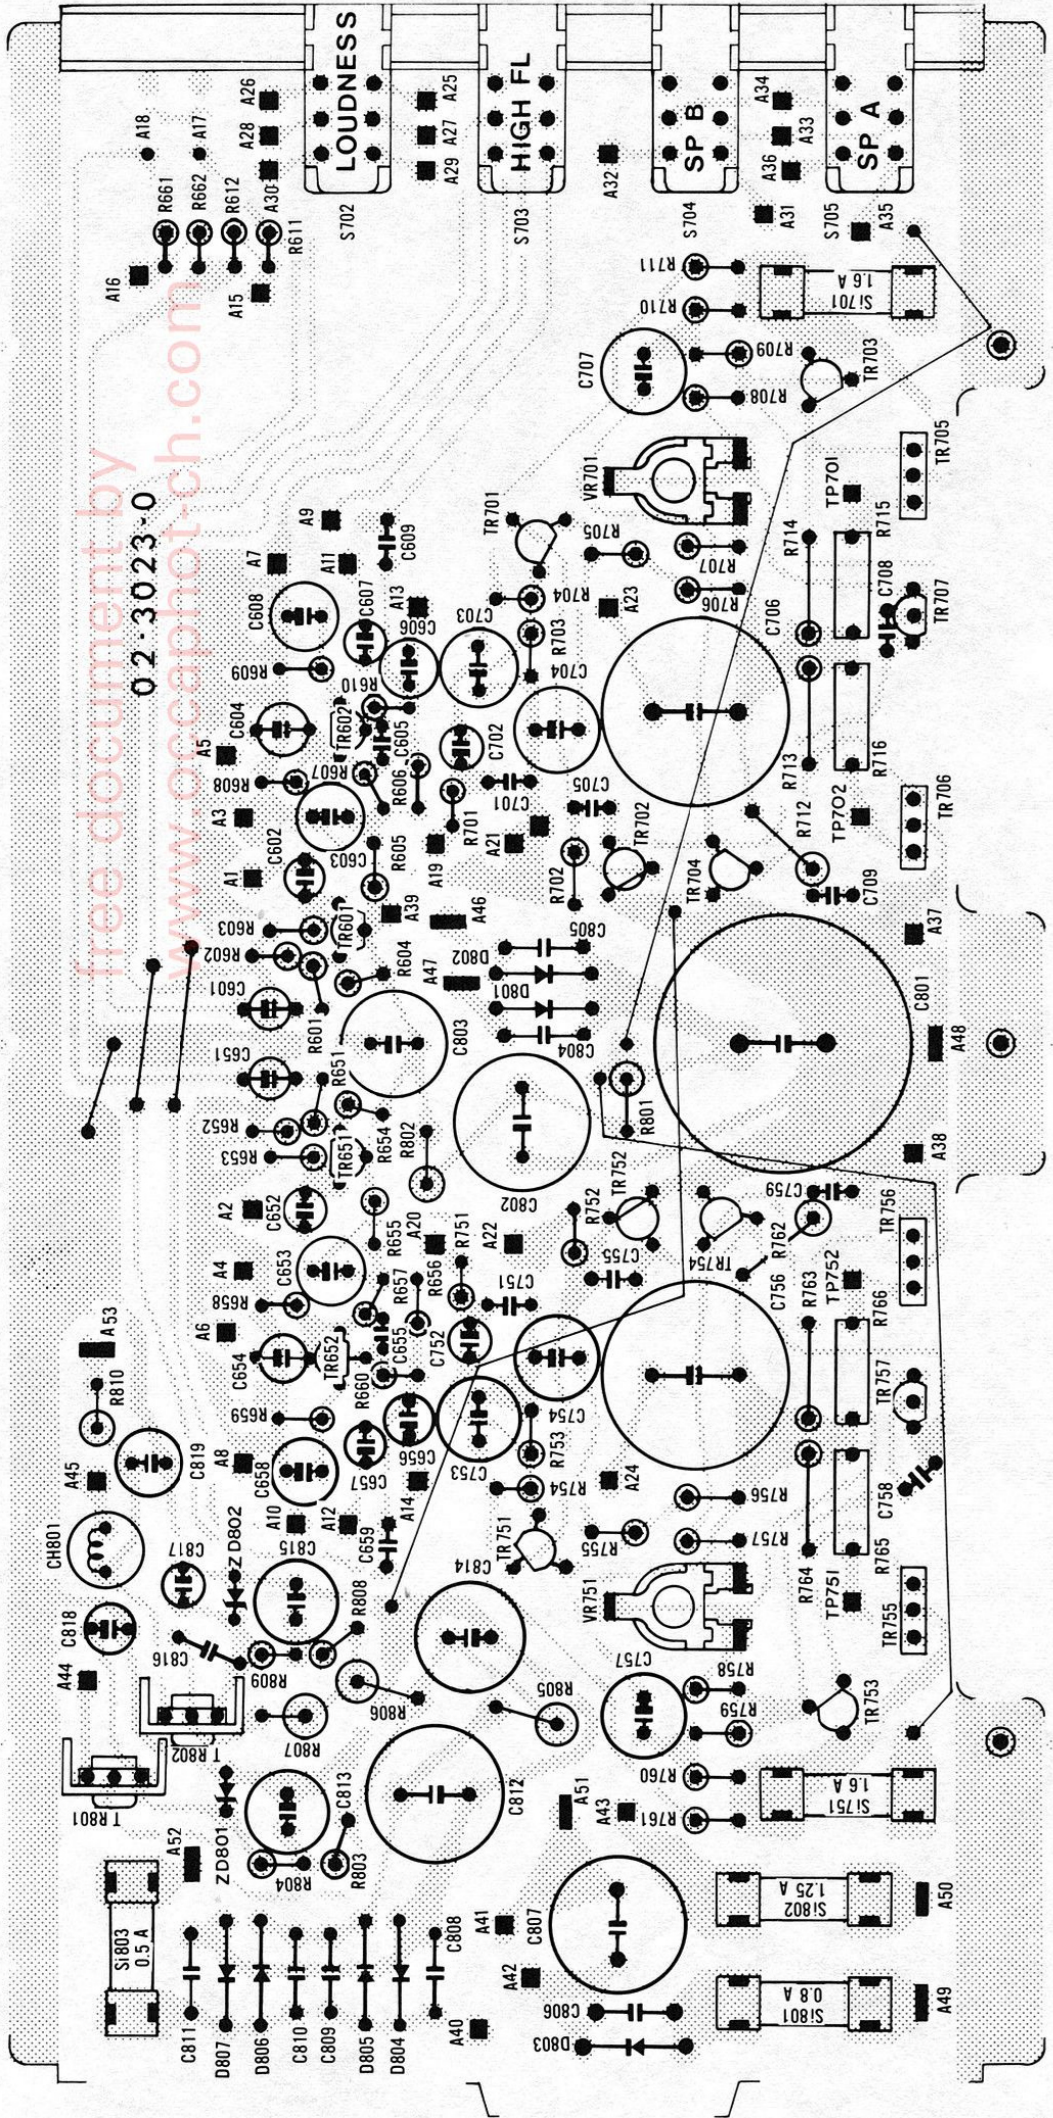 free document by
www.occaphot-ch.com
02-3023-0
LOUDNESS
HIGH FL
SP B
SP A
A26
A28
A30
A18
A17
R661
R662
R612
R611
A16
A15
S702
A25
A27
A29
S703
A32
S704
A34
A33
A36
A31
S705
A35
R711
R710
Si701
1.6 A
C707
R709
R708
TR703
VR701
TP701
TR705
A9
A7
A11
C609
TR701
R705
R707
R706
R714
R715
C608
C607
A13
C606
C703
R704
R703
A23
C706
C708
TR707
R609
R610
C704
C604
TR602
C605
C702
A5
R608
R607
R606
C701
C705
R713
R716
A3
C602
C603
R605
R701
A19
A21
TR702
R712
TP702
TR706
A1
R702
TR704
C709
R603
TR601
A39
A46
R602
R604
A47
D802
C805
A37
C601
R601
D801
C804
C803
C801
A48
C651
R651
R652
R654
R802
R801
R653
TR651
C802
A38
A2
C652
R655
A20
R751
A22
R752
TR752
C759
TR756
A4
C653
R657
R656
C751
C755
TR754
R762
TP752
R658
A6
A53
R810
C654
TR652
C655
C752
C756
R763
R766
R660
C754
TR757
R659
C656
C753
R753
A45
C819
A8
C658
C657
A14
R754
A24
R756
C758
CH801
ZD802
A10
A12
C659
C817
C815
C814
TR751
R755
R757
R764
R765
C818
R808
VR751
TP751
TR755
C816
R809
A44
R806
R805
C757
R758
R759
TR753
TR802
R807
TR801
ZD801
C813
C812
A51
A43
R760
R761
Si751
1.6 A
A52
R804
R803
Si803
0.5 A
A41
C807
Si802
1.25 A
A50
C811
D807
D806
C810
C809
D805
D804
C808
A42
A40
C806
D803
Si801
0.8 A
A49